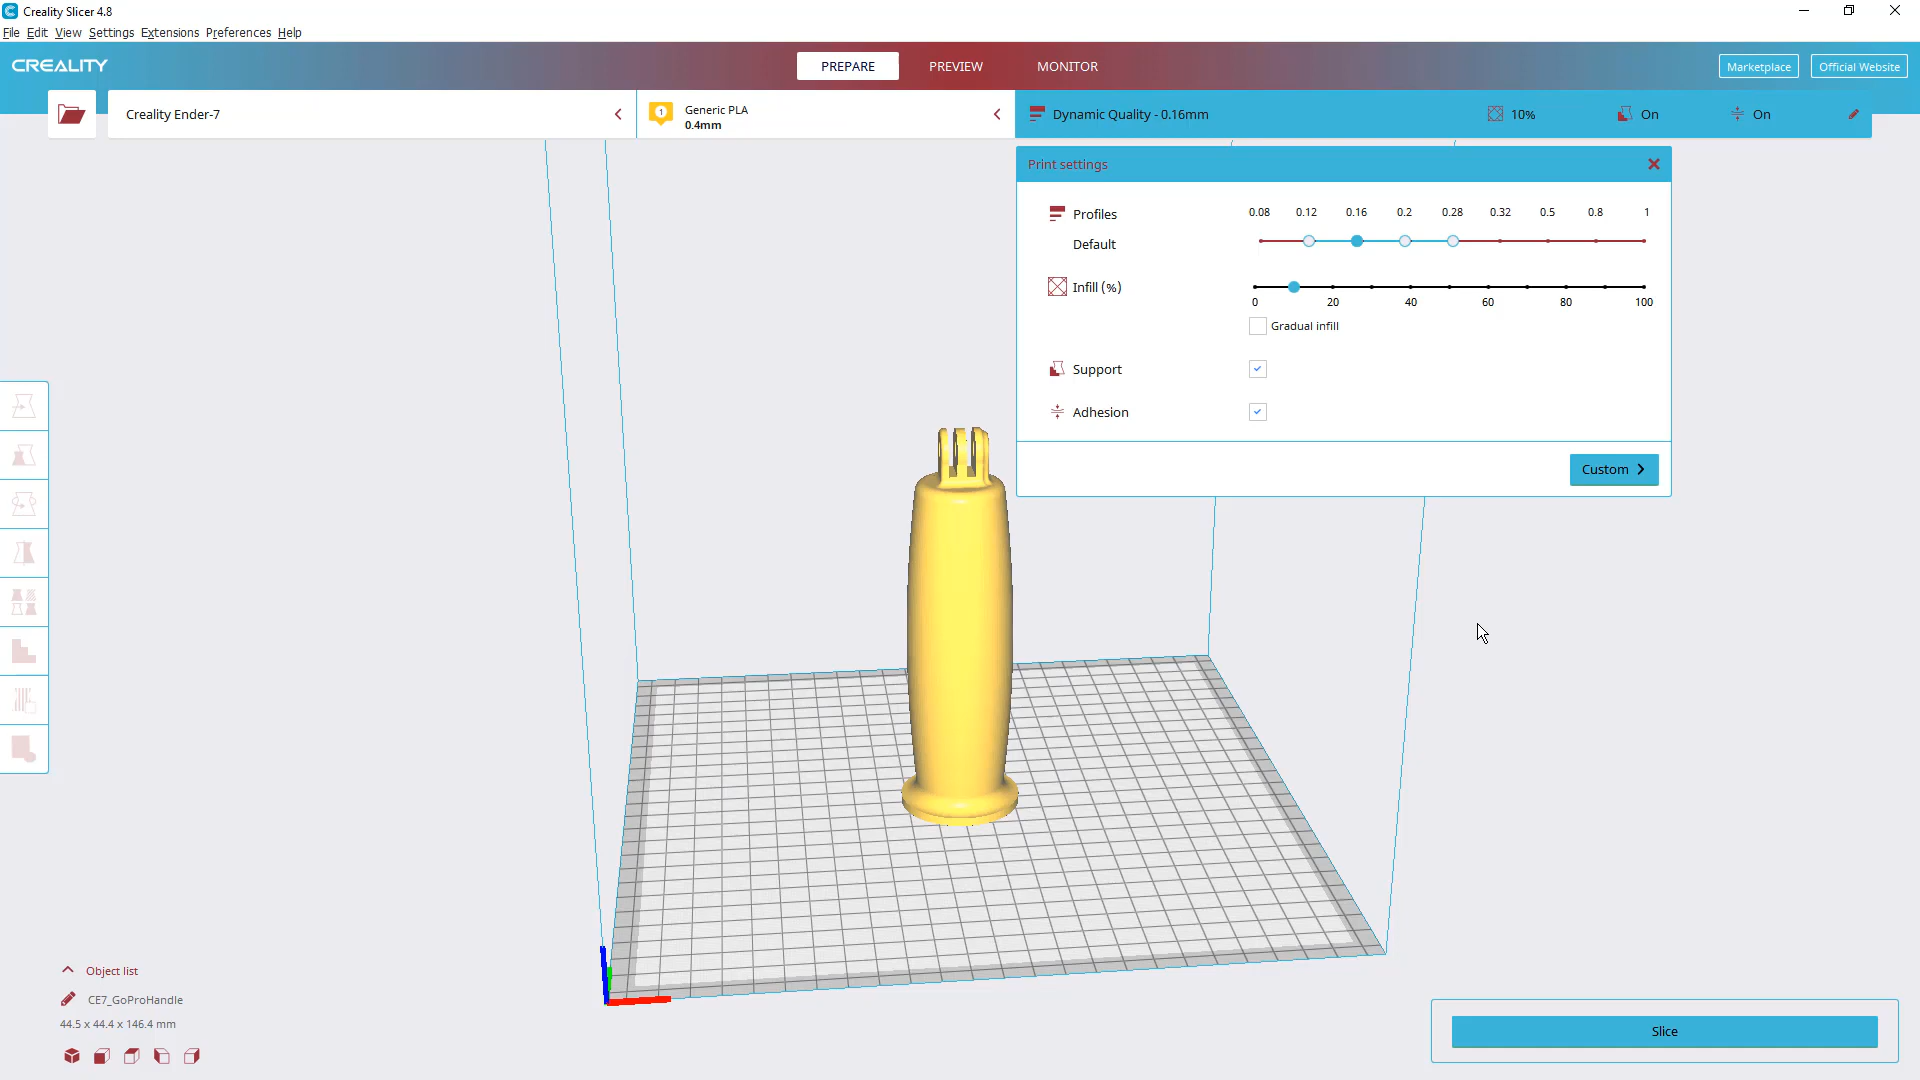 Creality Slicer 4.8
File Edit View Settings Extensions Preferences Help
CREALITY
PREPARE
PREVIEW
MONITOR
Marketplace
Official Website
Creality Ender-7
1
Generic PLA
0.4mm
Dynamic Quality - 0.16mm
10%
On
On
Print settings
Profiles
0.08 0.12 0.16 0.2 0.28 0.32 0.5 0.8 1
Default
Infill (%)
0 20 40 60 80 100
Gradual infill
Support
Adhesion
Custom
Object list
CE7_GoProHandle
44.5 x 44.4 x 146.4 mm
Slice